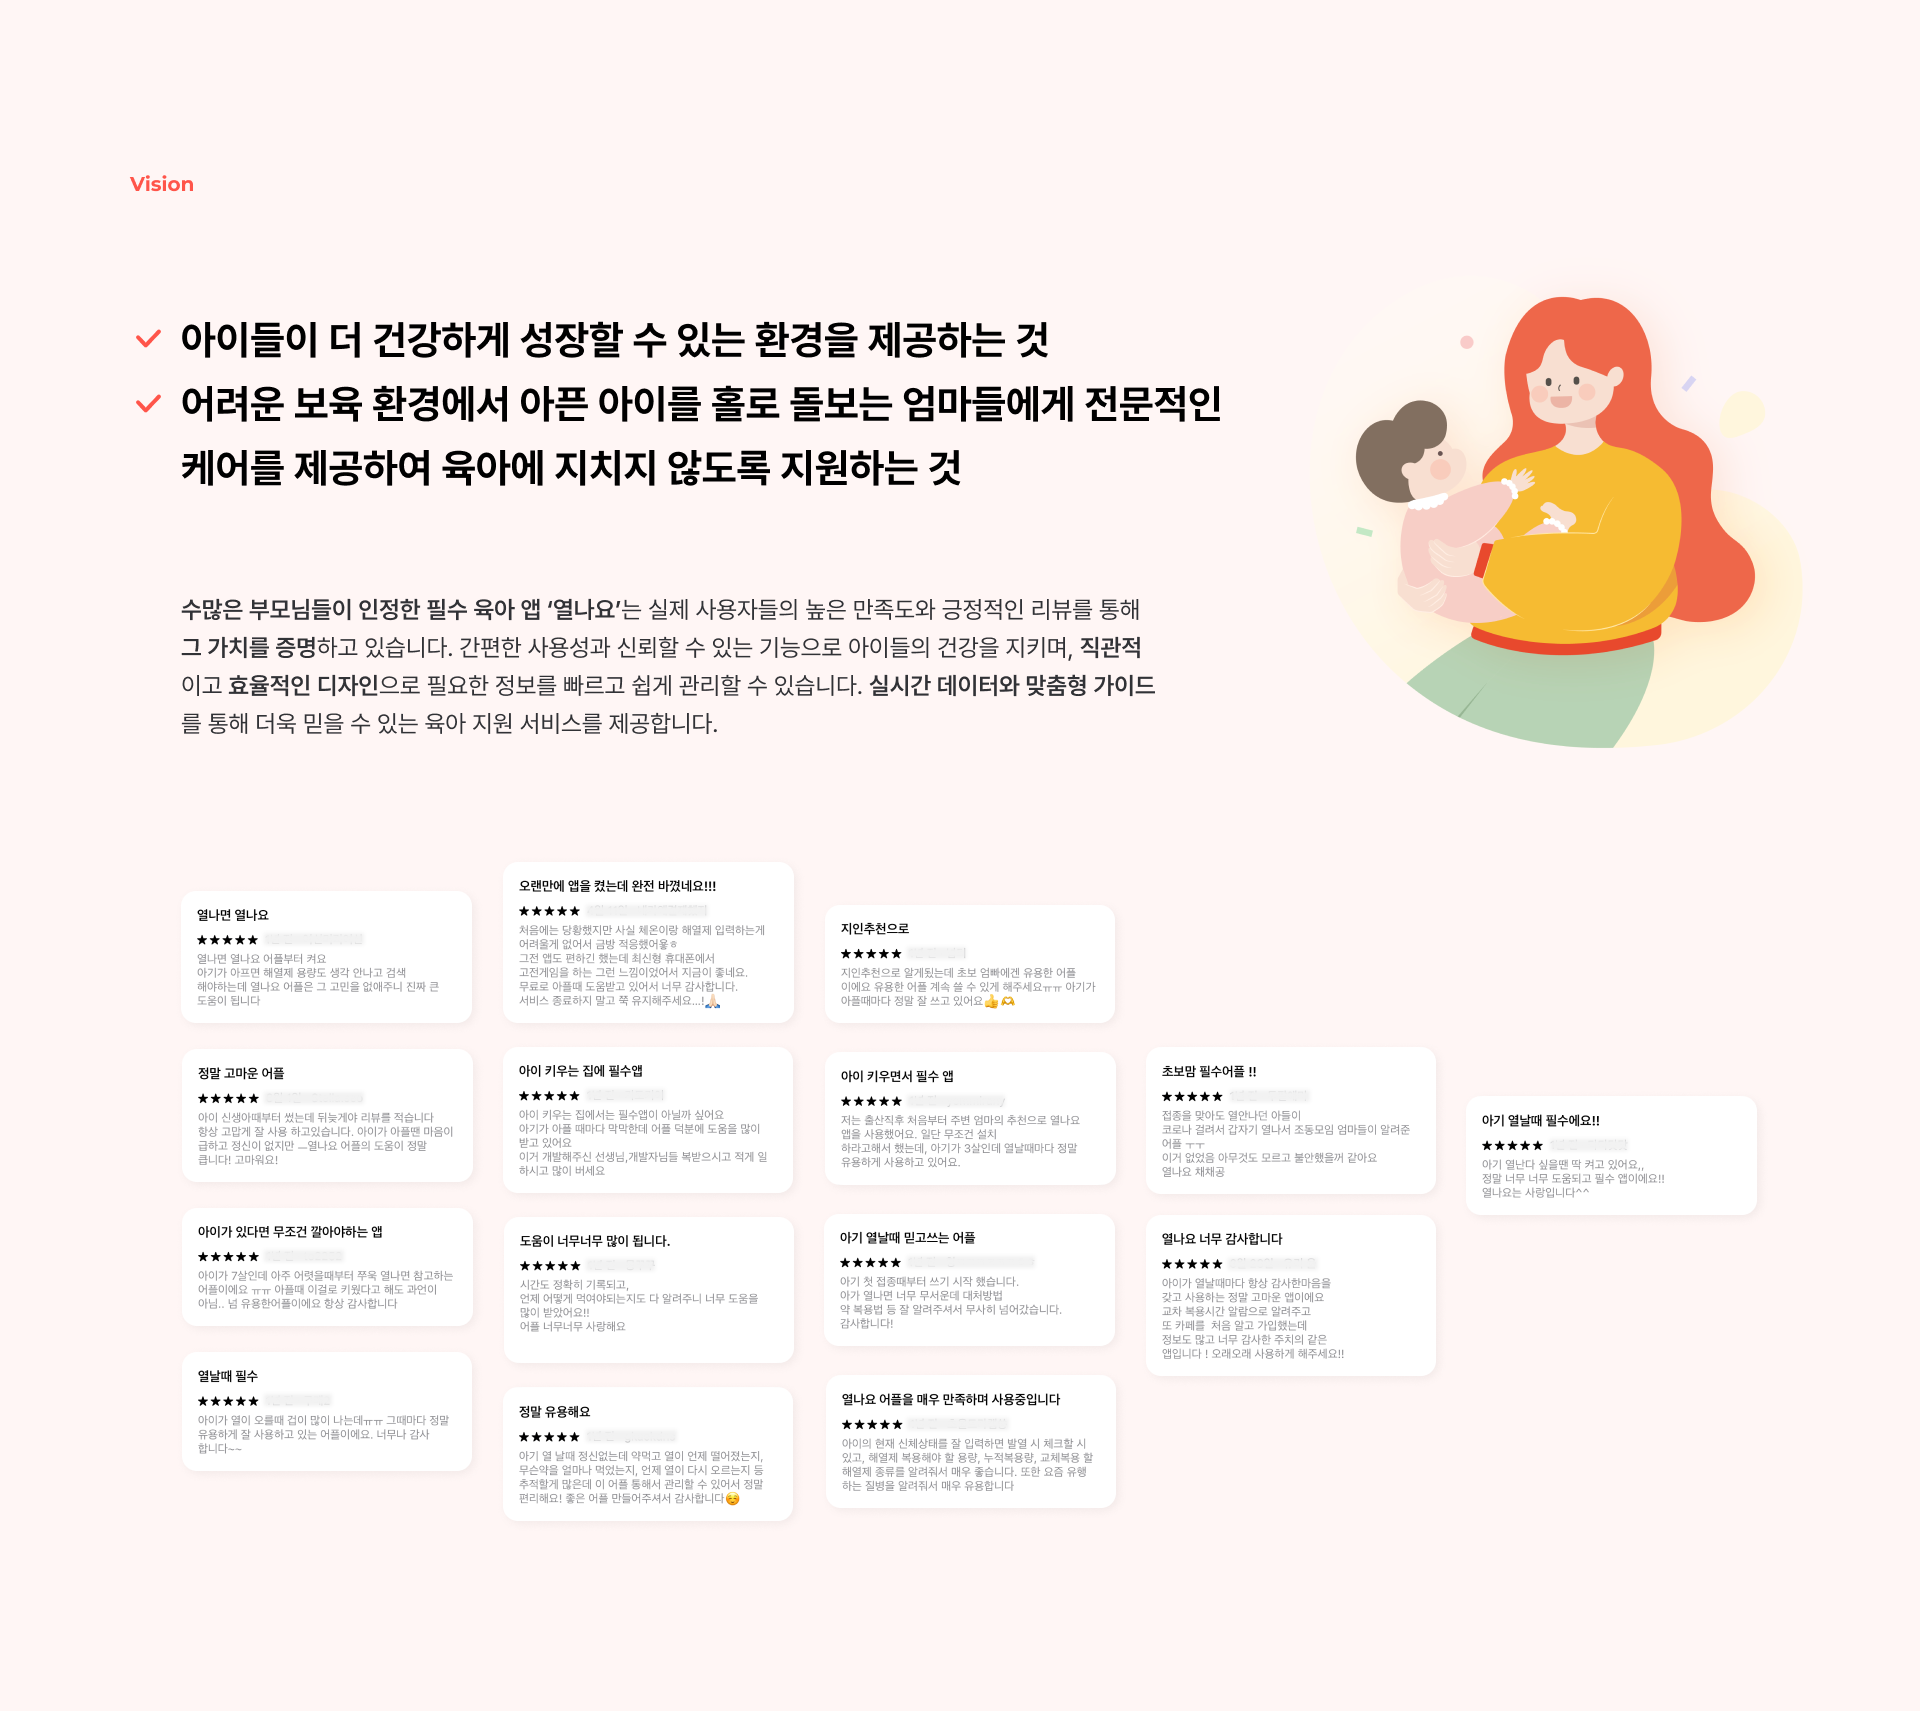 Vision
아이들이 더 건강하게 성장할 수 있는 환경을 제공하는 것
어려운 보육 환경에서 아픈 아이를 홀로 돌보는 엄마들에게 전문적인
케어를 제공하여 육아에 지치지 않도록 지원하는 것
수많은 부모님들이 인정한 필수 육아 앱 ‘열나요’는 실제 사용자들의 높은 만족도와 긍정적인 리뷰를 통해
그 가치를 증명하고 있습니다. 간편한 사용성과 신뢰할 수 있는 기능으로 아이들의 건강을 지키며, 직관적
이고 효율적인 디자인으로 필요한 정보를 빠르고 쉽게 관리할 수 있습니다. 실시간 데이터와 맞춤형 가이드
를 통해 더욱 믿을 수 있는 육아 지원 서비스를 제공합니다.
열나면 열나요
★★★★★
열나면 열나요 어플부터 켜요
아기가 아프면 해열제 용량도 생각 안나고 검색
해야하는데 열나요 어플은 그 고민을 없애주니 진짜 큰
도움이 됩니다
정말 고마운 어플
★★★★★
아이 신생아때부터 썼는데 뒤늦게야 리뷰를 적습니다
항상 고맙게 잘 사용 하고있습니다. 아이가 아플땐 마음이
급하고 정신이 없지만 ㅡ열나요 어플의 도움이 정말
큽니다! 고마워요!
아이가 있다면 무조건 깔아야하는 앱
★★★★★
아이가 7살인데 아주 어렷을때부터 쭈욱 열나면 참고하는
어플이에요 ㅠㅠ 아플때 이걸로 키웠다고 해도 과언이
아님.. 넘 유용한어플이에요 항상 감사합니다
열날때 필수
★★★★★
아이가 열이 오를때 겁이 많이 나는데ㅠㅠ 그때마다 정말
유용하게 잘 사용하고 있는 어플이에요. 너무나 감사
합니다~~
오랜만에 앱을 켰는데 완전 바꼈네요!!!
★★★★★
처음에는 당황했지만 사실 체온이랑 해열제 입력하는게
어려울게 없어서 금방 적응했어욯ㅎ
그전 앱도 편하긴 했는데 최신형 휴대폰에서
고전게임을 하는 그런 느낌이었어서 지금이 좋네요.
무료로 아플때 도움받고 있어서 너무 감사합니다.
서비스 종료하지 말고 쭉 유지해주세요...!🙏🏻
아이 키우는 집에 필수앱
★★★★★
아이 키우는 집에서는 필수앱이 아닐까 싶어요
아기가 아플 때마다 막막한데 어플 덕분에 도움을 많이
받고 있어요
이거 개발해주신 선생님,개발자님들 복받으시고 적게 일
하시고 많이 버세요
도움이 너무너무 많이 됩니다.
★★★★★
시간도 정확히 기록되고,
언제 어떻게 먹여야되는지도 다 알려주니 너무 도움을
많이 받았어요!!
어플 너무너무 사랑해요
정말 유용해요
★★★★★
아기 열 날때 정신없는데 약먹고 열이 언제 떨어졌는지,
무슨약을 얼마나 먹었는지, 언제 열이 다시 오르는지 등
추적할게 많은데 이 어플 통해서 관리할 수 있어서 정말
편리해요! 좋은 어플 만들어주셔서 감사합니다☺️
지인추천으로
★★★★★
지인추천으로 알게됬는데 초보 엄빠에겐 유용한 어플
이에요 유용한 어플 계속 쓸 수 있게 해주세요ㅠㅠ 아기가
아플때마다 정말 잘 쓰고 있어요👍🫶
아이 키우면서 필수 앱
★★★★★
저는 출산직후 처음부터 주변 엄마의 추천으로 열나요
앱을 사용했어요. 일단 무조건 설치
하라고해서 했는데, 아기가 3살인데 열날때마다 정말
유용하게 사용하고 있어요.
아기 열날때 믿고쓰는 어플
★★★★★
아기 첫 접종때부터 쓰기 시작 했습니다.
아가 열나면 너무 무서운데 대처방법
약 복용법 등 잘 알려주셔서 무사히 넘어갔습니다.
감사합니다!
열나요 어플을 매우 만족하며 사용중입니다
★★★★★
아이의 현재 신체상태를 잘 입력하면 발열 시 체크할 시
있고, 해열제 복용해야 할 용량, 누적복용량, 교체복용 할
해열제 종류를 알려줘서 매우 좋습니다. 또한 요즘 유행
하는 질병을 알려줘서 매우 유용합니다
초보맘 필수어플 !!
★★★★★
접종을 맞아도 열안나던 아들이
코로나 걸려서 갑자기 열나서 조동모임 엄마들이 알려준
어플 ㅜㅜ
이거 없었음 아무것도 모르고 불안했을꺼 같아요
열나요 채채공
열나요 너무 감사합니다
★★★★★
아이가 열날때마다 항상 감사한마음을
갖고 사용하는 정말 고마운 앱이에요
교차 복용시간 알람으로 알려주고
또 카페를  처음 알고 가입했는데
정보도 많고 너무 감사한 주치의 같은
앱입니다 ! 오래오래 사용하게 해주세요!!
아기 열날때 필수에요!!
★★★★★
아기 열난다 싶을땐 딱 켜고 있어요,,
정말 너무 너무 도움되고 필수 앱이에요!!
열나요는 사랑입니다^^